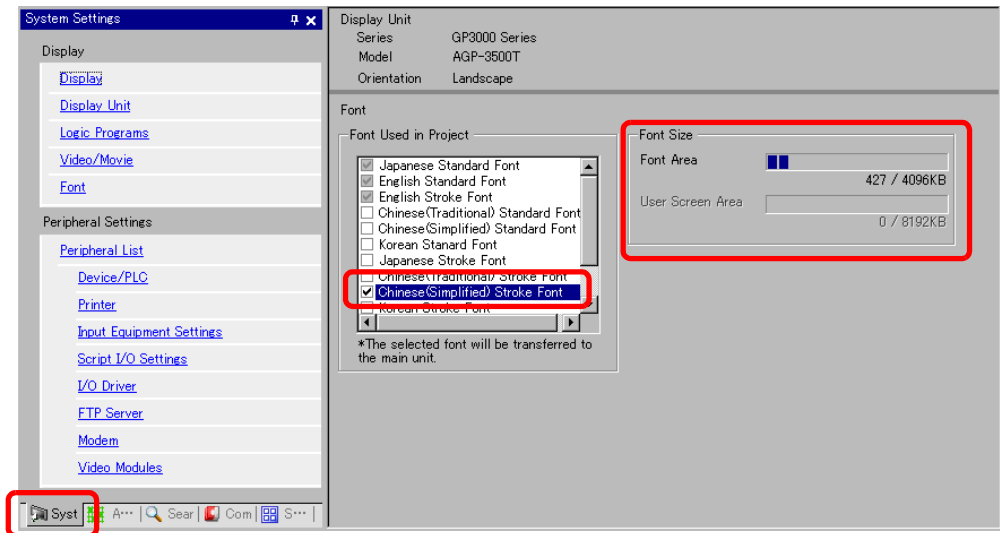 System Settings
Display
Display
Display Unit
Logic Programs
Video/Movie
Font
Peripheral Settings
Peripheral List
Device/PLC
Printer
Input Equipment Settings
Script I/O Settings
I/O Driver
FTP Server
Modem
Video Modules
Syst A… Sear Com S…
Display Unit
Series GP3000 Series
Model AGP-3500T
Orientation Landscape
Font
Font Used in Project
Japanese Standard Font
English Standard Font
English Stroke Font
Chinese(Traditional) Standard Font
Chinese(Simplified) Standard Font
Korean Stanard Font
Japanese Stroke Font
Chinese(Traditional) Stroke Font
Chinese(Simplified) Stroke Font
Korean Stroke Font
*The selected font will be transferred to
the main unit.
Font Size
Font Area
427 / 4096KB
User Screen Area
0 / 8192KB